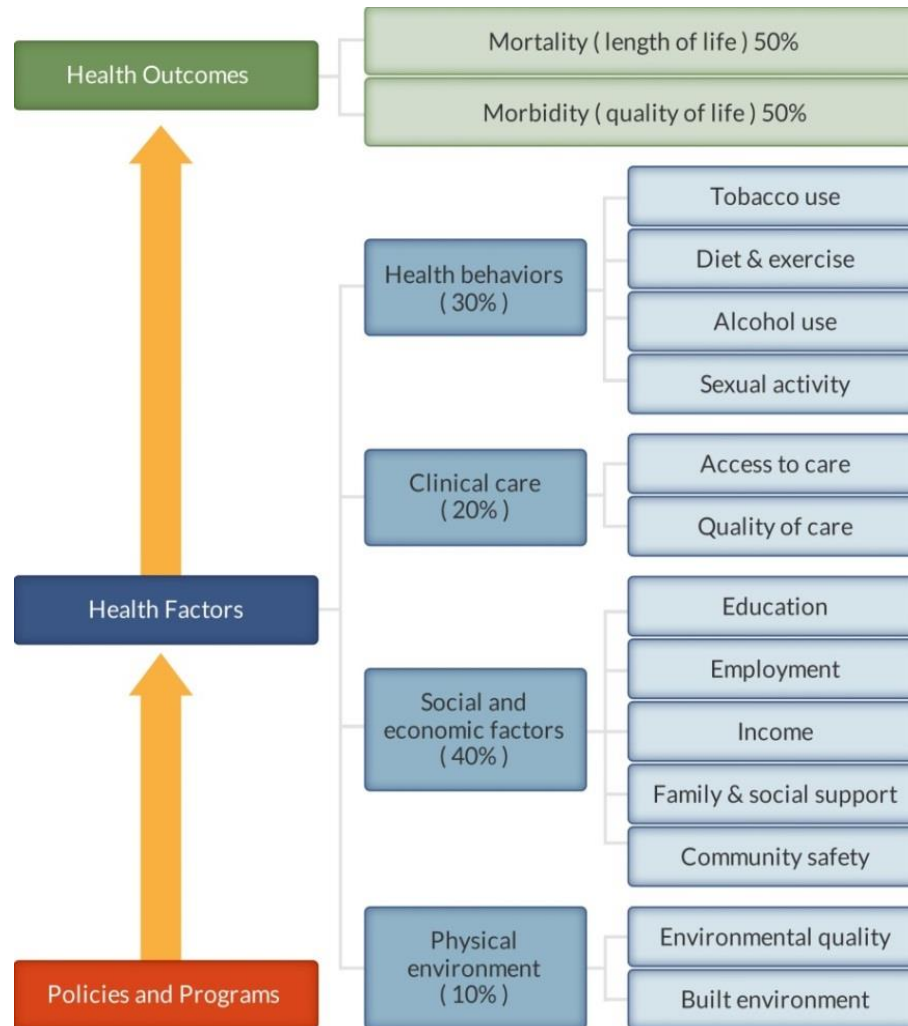 Health Outcomes
Mortality ( length of life ) 50%
Morbidity ( quality of life ) 50%
Health Factors
Health behaviors
( 30% )
Tobacco use
Diet & exercise
Alcohol use
Sexual activity
Clinical care
( 20% )
Access to care
Quality of care
Social and
economic factors
( 40% )
Education
Employment
Income
Family & social support
Community safety
Policies and Programs
Physical
environment
( 10% )
Environmental quality
Built environment